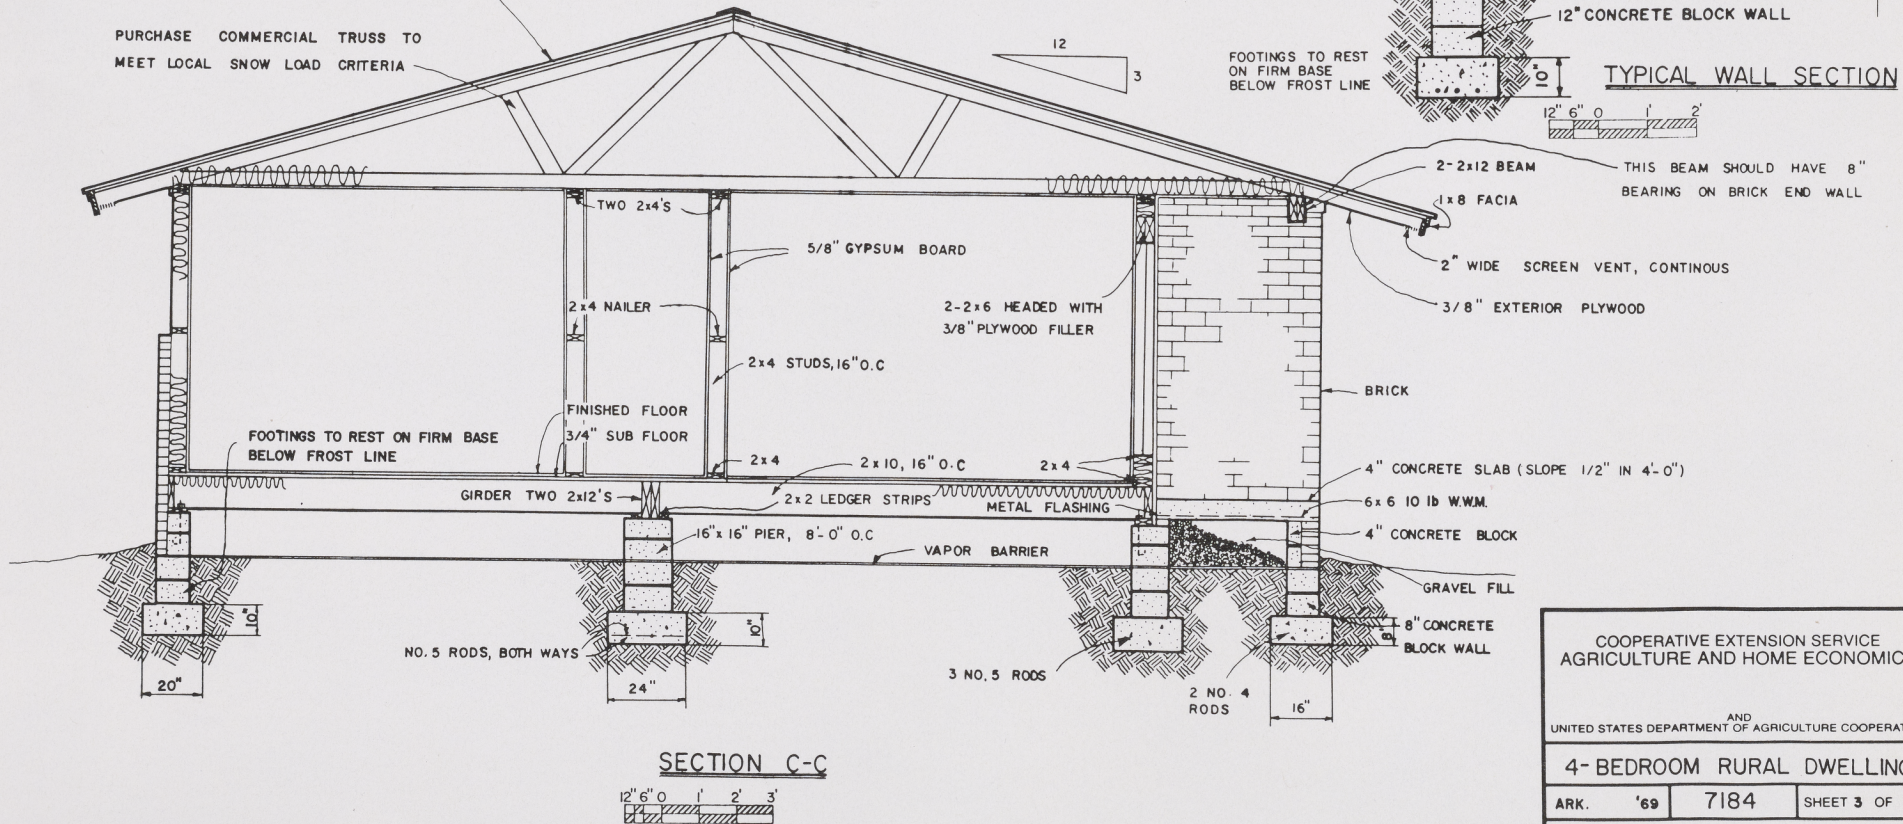 PURCHASE COMMERCIAL TRUSS TO
MEET LOCAL SNOW LOAD CRITERIA
12
3
FOOTINGS TO REST
ON FIRM BASE
BELOW FROST LINE
12" CONCRETE BLOCK WALL
10"
TYPICAL WALL SECTION
12" 6" 0 1' 2'
2-2x12 BEAM
THIS BEAM SHOULD HAVE 8"
BEARING ON BRICK END WALL
1x8 FACIA
2" WIDE SCREEN VENT, CONTINOUS
3/8" EXTERIOR PLYWOOD
TWO 2x4'S
5/8" GYPSUM BOARD
2x4 NAILER
2-2x6 HEADED WITH
3/8" PLYWOOD FILLER
2x4 STUDS, 16" O.C
BRICK
FINISHED FLOOR
3/4" SUB FLOOR
FOOTINGS TO REST ON FIRM BASE
BELOW FROST LINE
2x4
2x10, 16" O.C
2x4
4" CONCRETE SLAB (SLOPE 1/2" IN 4'-0")
GIRDER TWO 2x12'S
2x2 LEDGER STRIPS
METAL FLASHING
6x6 10 lb W.W.M.
16"x 16" PIER, 8'-0" O.C
4" CONCRETE BLOCK
VAPOR BARRIER
GRAVEL FILL
10"
10"
8"
8" CONCRETE
BLOCK WALL
NO. 5 RODS, BOTH WAYS
3 NO. 5 RODS
2 NO. 4
RODS
20"
24"
16"
SECTION C-C
12" 6" 0 1' 2' 3'
COOPERATIVE EXTENSION SERVICE
AGRICULTURE AND HOME ECONOMIC
AND
UNITED STATES DEPARTMENT OF AGRICULTURE COOPERAT
4-BEDROOM RURAL DWELLING
ARK. '69 7184 SHEET 3 OF